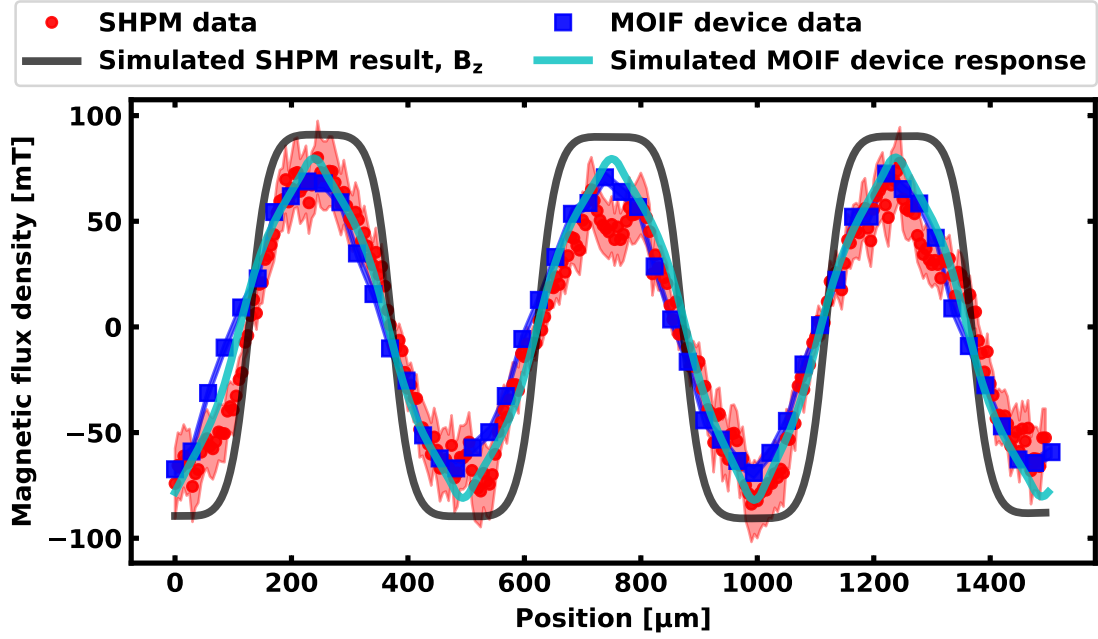 SHPM data
MOIF device data
Simulated SHPM result, B_z
Simulated MOIF device response
Magnetic flux density [mT]
100
50
0
−50
−100
0 200 400 600 800 1000 1200 1400
Position [µm]